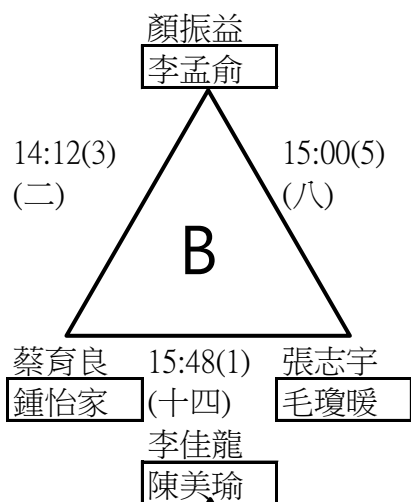 顏振益
李孟俞
14:12(3)
(二)
15:00(5)
(八)
B
蔡育良
鍾怡家
15:48(1)
(十四)
張志宇
毛瓊暖
李佳龍
陳美瑜